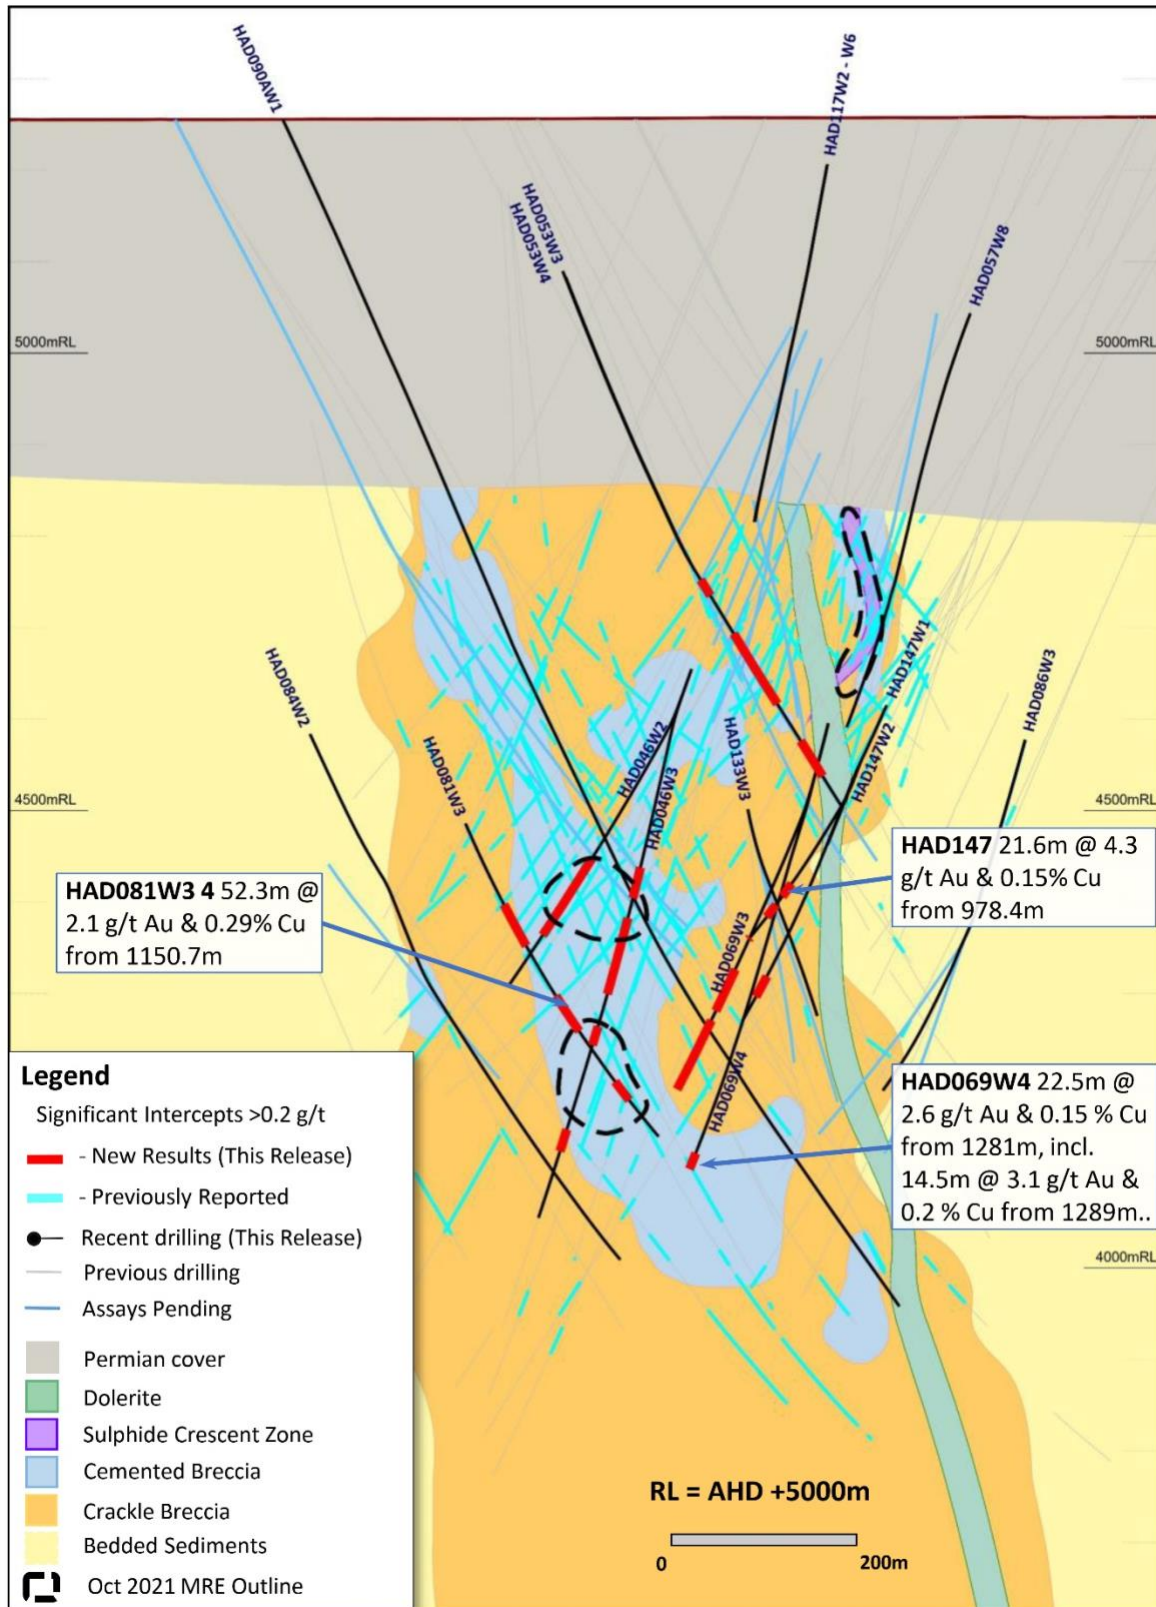 HAD090AW1
HAD117W2 - W6
HAD053W3
HAD053W4
HAD057W8
5000mRL
5000mRL
HAD084W2
HAD081W3
HAD046W2
HAD046W3
HAD133W3
HAD147W1
HAD147W2
HAD086W3
4500mRL
4500mRL
HAD147 21.6m @ 4.3
g/t Au & 0.15% Cu
from 978.4m
HAD081W3 4 52.3m @
2.1 g/t Au & 0.29% Cu
from 1150.7m
HAD069W3
HAD069W4
HAD069W4 22.5m @
2.6 g/t Au & 0.15 % Cu
from 1281m, incl.
14.5m @ 3.1 g/t Au &
0.2 % Cu from 1289m..
4000mRL
Legend
Significant Intercepts >0.2 g/t
- New Results (This Release)
- Previously Reported
Recent drilling (This Release)
Previous drilling
Assays Pending
Permian cover
Dolerite
Sulphide Crescent Zone
Cemented Breccia
Crackle Breccia
Bedded Sediments
Oct 2021 MRE Outline
RL = AHD +5000m
0
200m